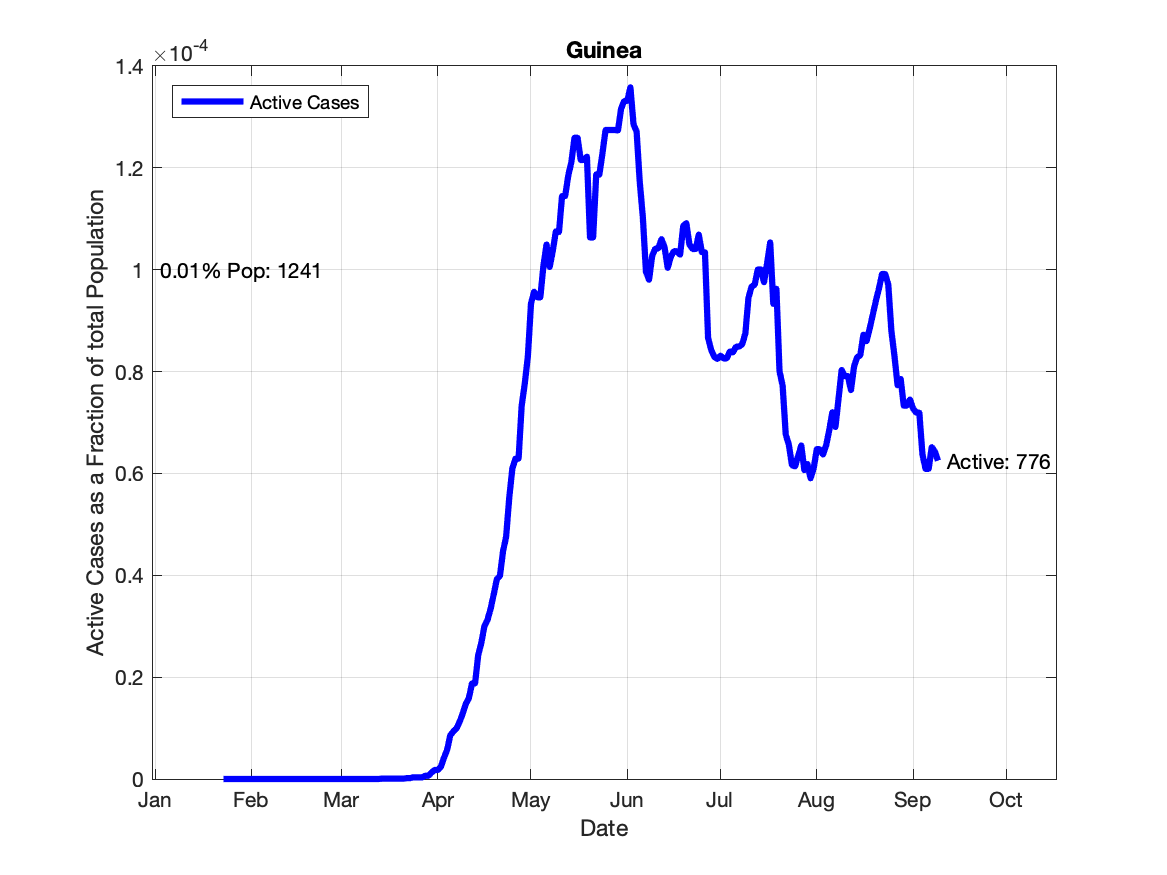 Guinea
×10-4
Active Cases
1.4
1.2
1
0.8
0.6
0.4
0.2
0
0.01% Pop: 1241
Active: 776
Active Cases as a Fraction of total Population
Jan Feb Mar Apr May Jun Jul Aug Sep Oct
Date